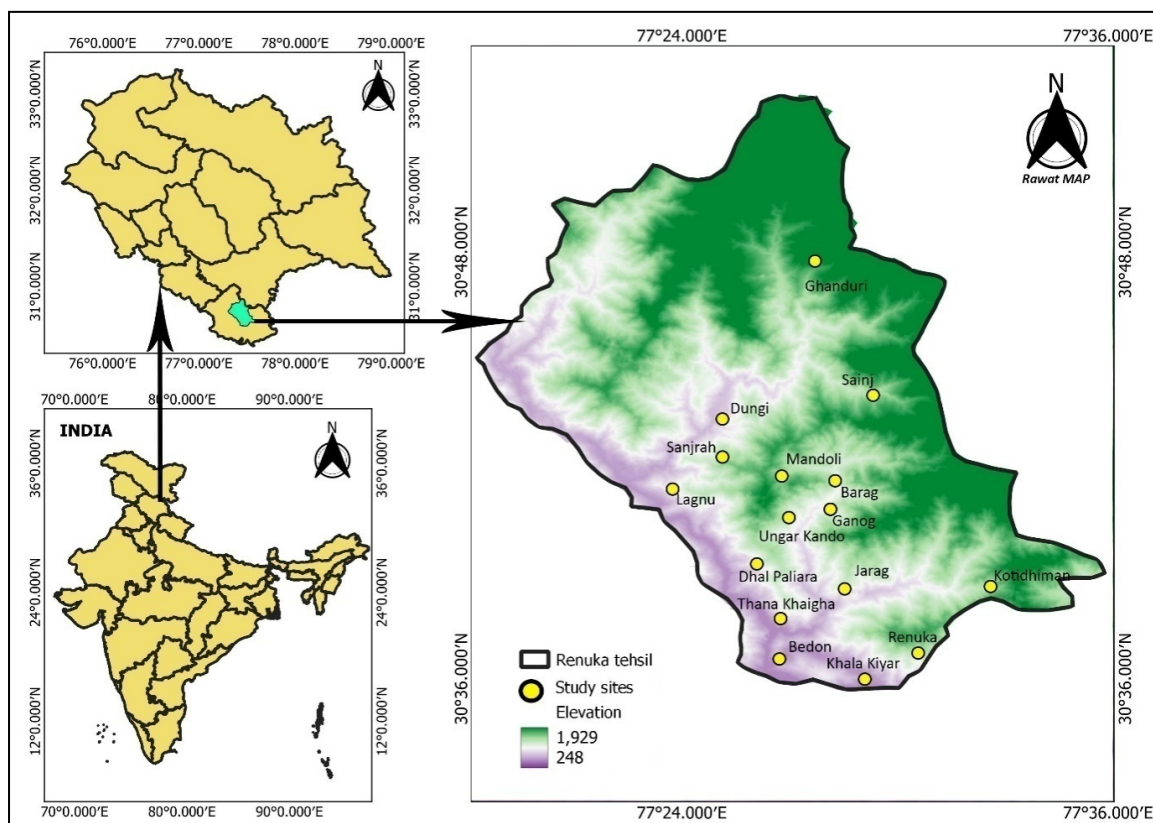 76°0.000'E 77°0.000'E 78°0.000'E 79°0.000'E
33°0.000'N
32°0.000'N
31°0.000'N
N
33°0.000'N
32°0.000'N
31°0.000'N
76°0.000'E 77°0.000'E 78°0.000'E 79°0.000'E
70°0.000'E 80°0.000'E 90°0.000'E
INDIA
N
36°0.000'N
24°0.000'N
12°0.000'N
36°0.000'N
24°0.000'N
12°0.000'N
70°0.000'E 80°0.000'E 90°0.000'E
77°24.000'E 77°36.000'E
N
Rawat MAP
30°48.000'N
30°36.000'N
30°48.000'N
30°36.000'N
Ghanduri
Sainj
Dungi
Sanjrah
Mandoli
Lagnu
Barag
Ganog
Ungar Kando
Dhal Paliara
Jarag
Kotidhiman
Thana Khaigha
Renuka
Bedon
Khala Kiyar
Renuka tehsil
Study sites
Elevation
1,929
248
77°24.000'E 77°36.000'E